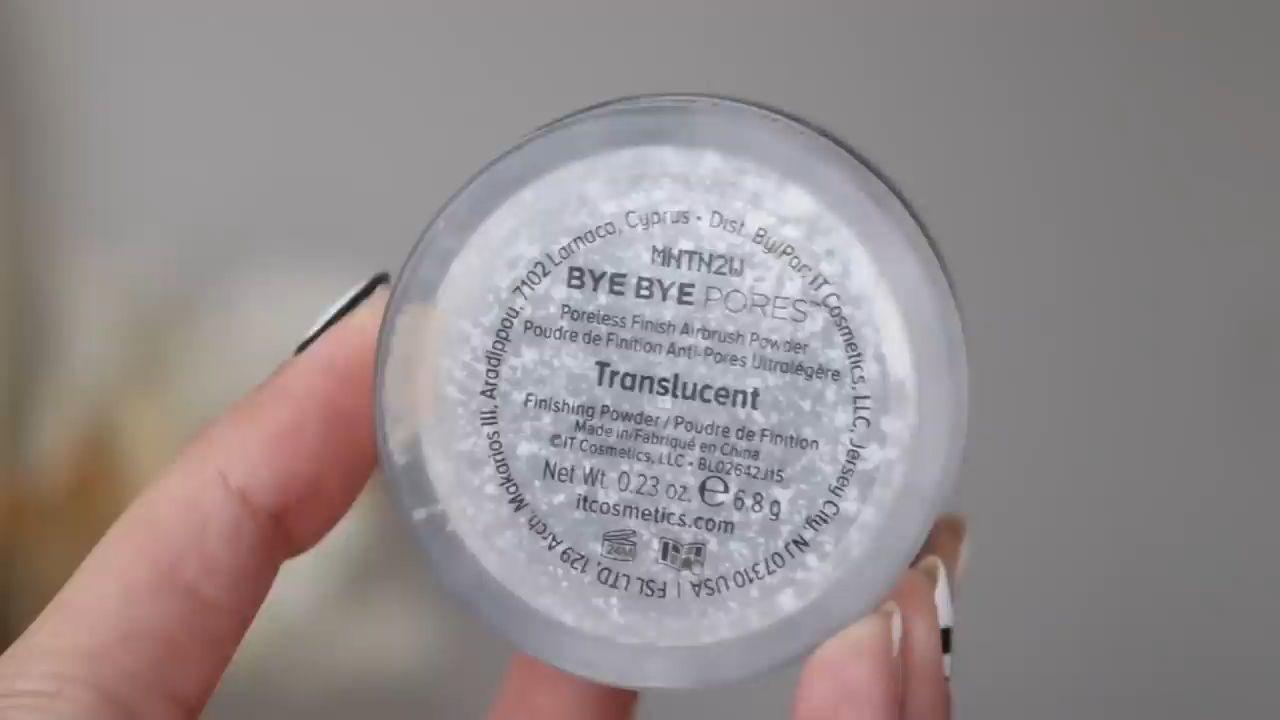 MNTN2W
BYE BYE PORES™
Poreless Finish Airbrush Powder
Poudre de Finition Anti-Pores Ultralégère
Translucent
Finishing Powder / Poudre de Finition
Made in/Fabriqué en China
©IT Cosmetics, LLC • BL02642J15
Net Wt. 0.23 oz. ℮ 6.8 g
itcosmetics.com
24M
FSL LTD, 129 Arch. Makarios III, Aradippou, 7102 Larnaca, Cyprus • Dist. By/Par: IT Cosmetics, LLC, Jersey City, NJ 07310 USA |